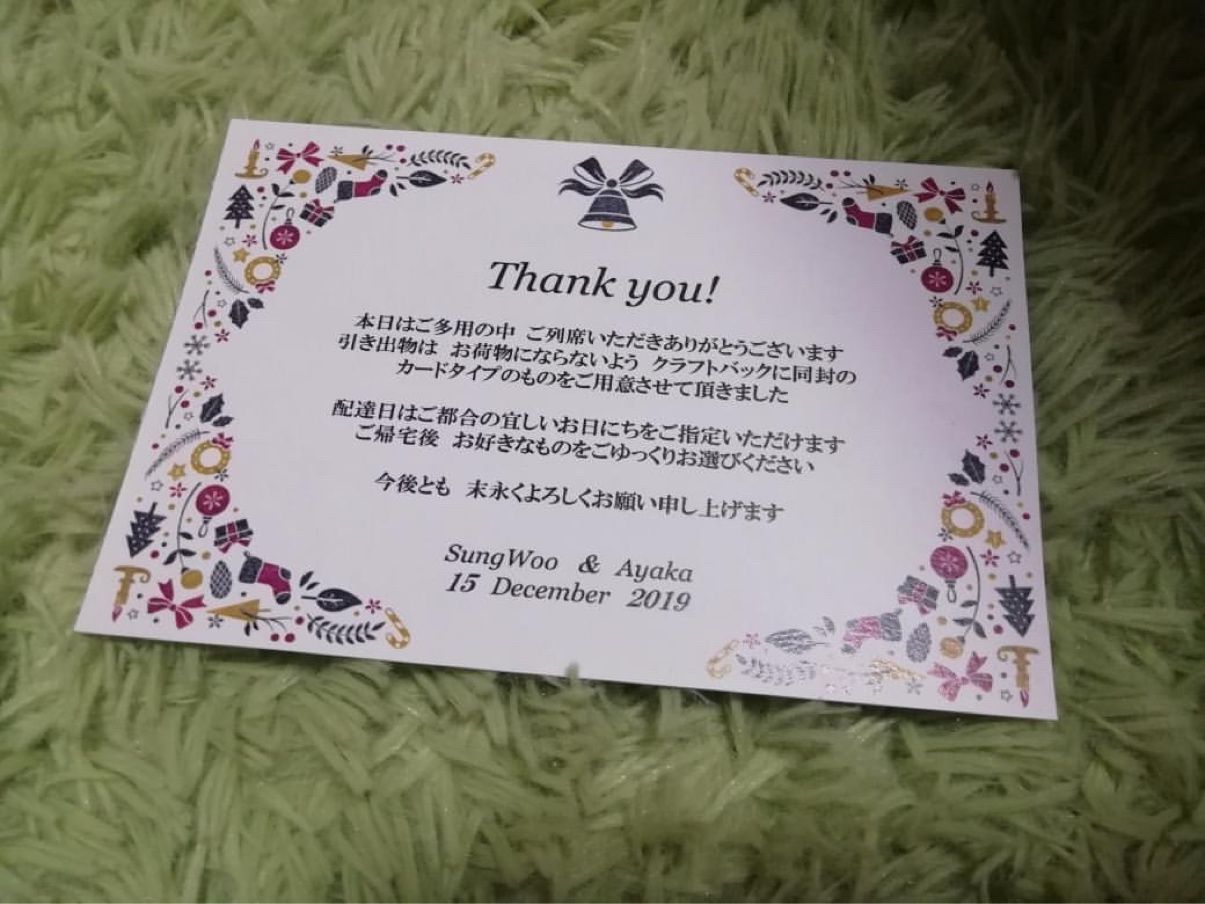 Thank you!
本日はご多用の中 ご列席いただきありがとうございます
引き出物は お荷物にならないよう クラフトバックに同封の
カードタイプのものをご用意させて頂きました
配達日はご都合の宜しいお日にちをご指定いただけます
ご帰宅後 お好きなものをごゆっくりお選びください
今後とも 末永くよろしくお願い申し上げます
SungWoo & Ayaka
15 December 2019